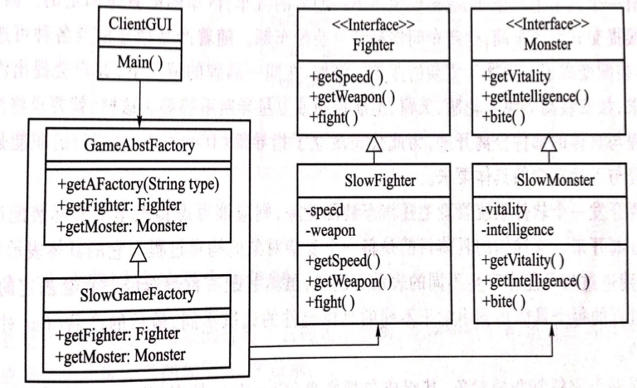 ClientGUI
Main()
GameAbstFactory
+getAFactory(String type)
+getFighter: Fighter
+getMoster: Monster
SlowGameFactory
+getFighter: Fighter
+getMoster: Monster
<<Interface>>
Fighter
+getSpeed()
+getWeapon()
+fight()
SlowFighter
-speed
-weapon
+getSpeed()
+getWeapon()
+fight()
<<Interface>>
Monster
+getVitality
+getIntelligence()
+bite()
SlowMonster
-vitality
-intelligence
+getVitality()
+getIntelligence()
+bite()